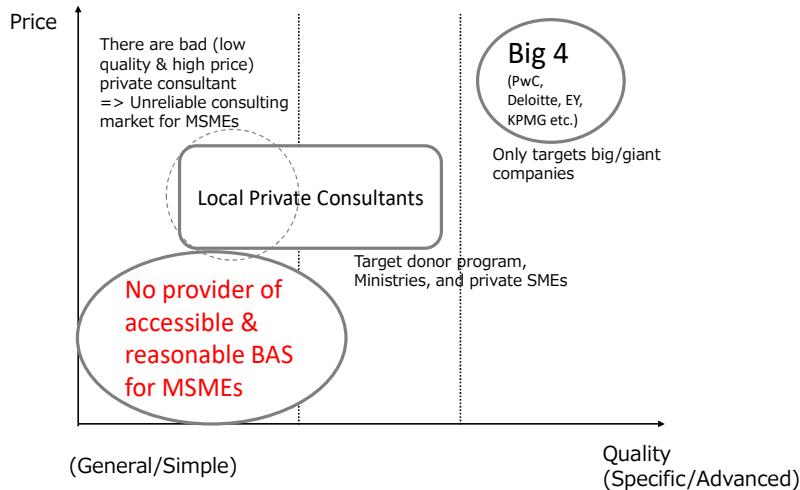 Price
There are bad (low
quality & high price)
private consultant
=> Unreliable consulting
market for MSMEs
Big 4
(PwC,
Deloitte, EY,
KPMG etc.)
Only targets big/giant
companies
Local Private Consultants
Target donor program,
Ministries, and private SMEs
No provider of
accessible &
reasonable BAS
for MSMEs
(General/Simple)
Quality
(Specific/Advanced)